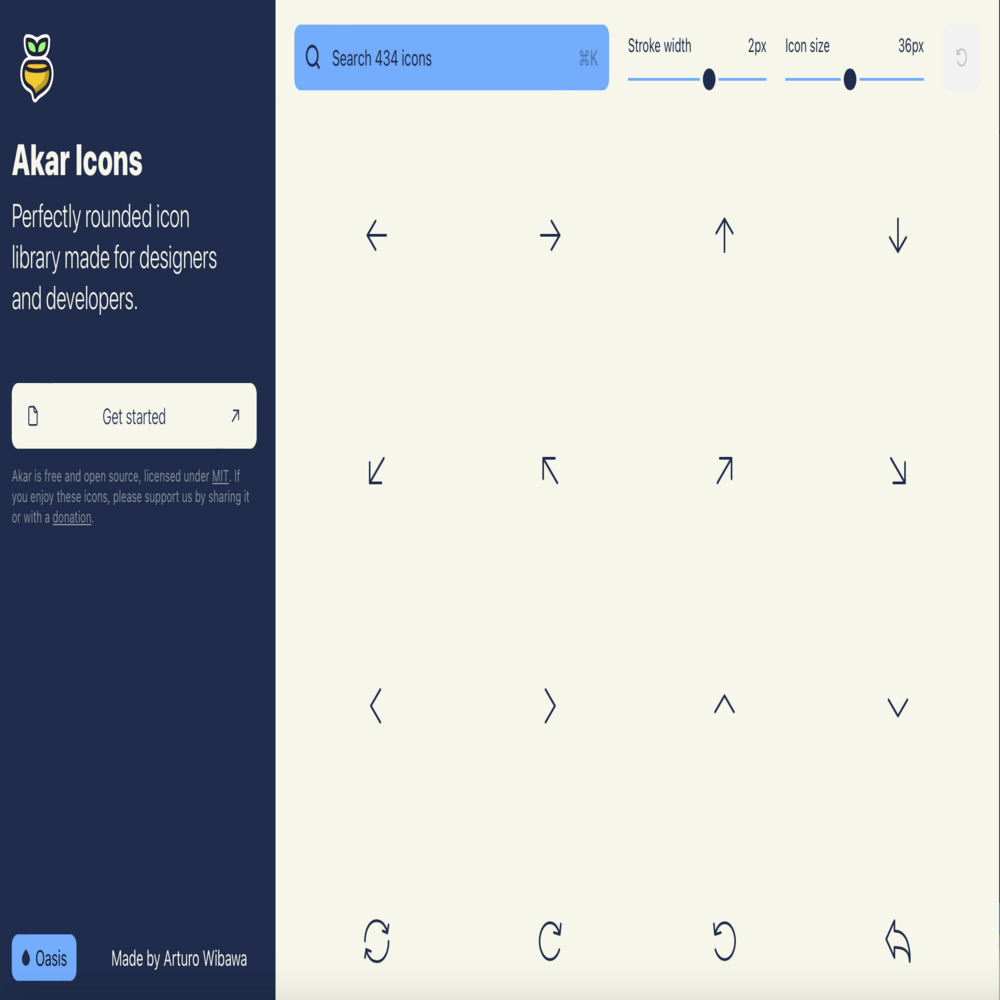 Akar Icons
Perfectly rounded icon
library made for designers
and developers.
Get started
Akar is free and open source, licensed under MIT. If
you enjoy these icons, please support us by sharing it
or with a donation.
Oasis
Made by Arturo Wibawa
Search 434 icons ⌘K
Stroke width 2px
Icon size 36px